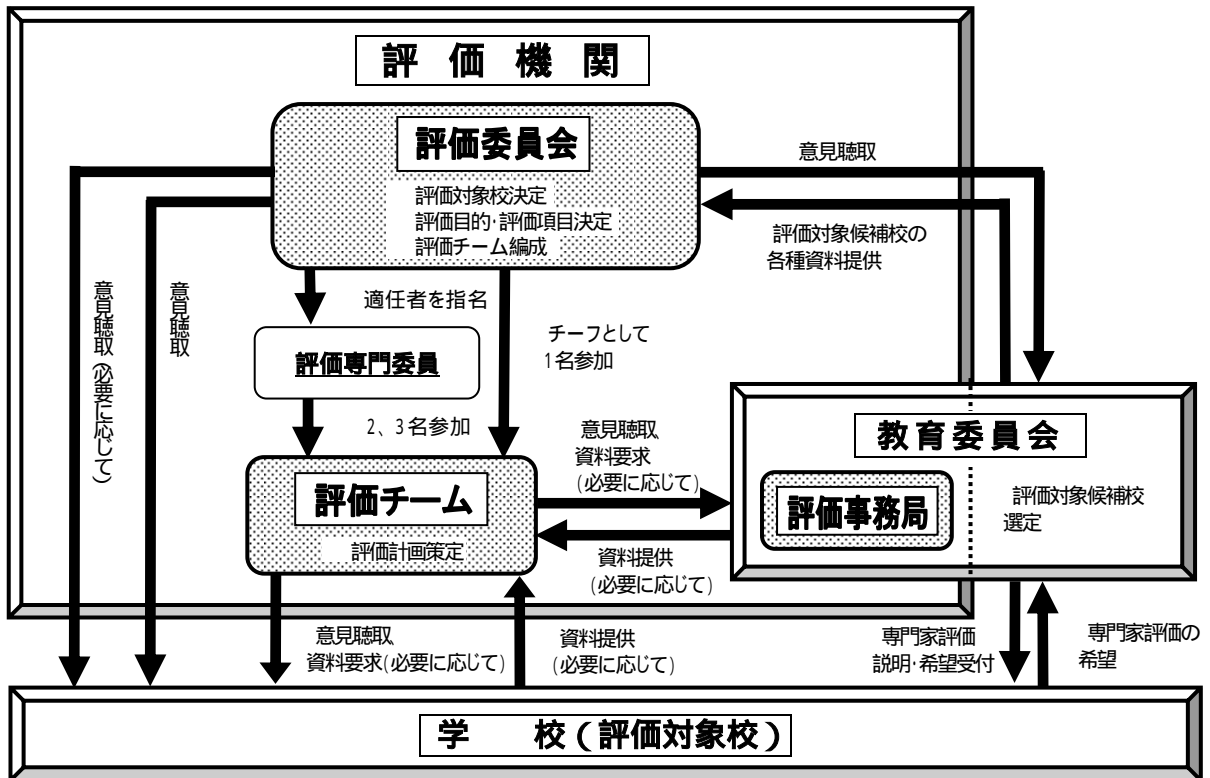 評価機関
評価委員会
評価対象校決定
評価目的・評価項目決定
評価チーム編成
意見聴取
評価対象候補校の
各種資料提供
意見聴取(必要に応じて)
意見聴取
適任者を指名
チーフとして
1名参加
評価専門委員
2、3名参加
意見聴取、
資料要求
(必要に応じて)
教育委員会
評価事務局
評価対象候補校
選定
評価チーム
評価計画策定
資料提供
(必要に応じて)
意見聴取、
資料要求(必要に応じて)
資料提供
(必要に応じて)
専門家評価
説明・希望受付
専門家評価の
希望
学　校(評価対象校)